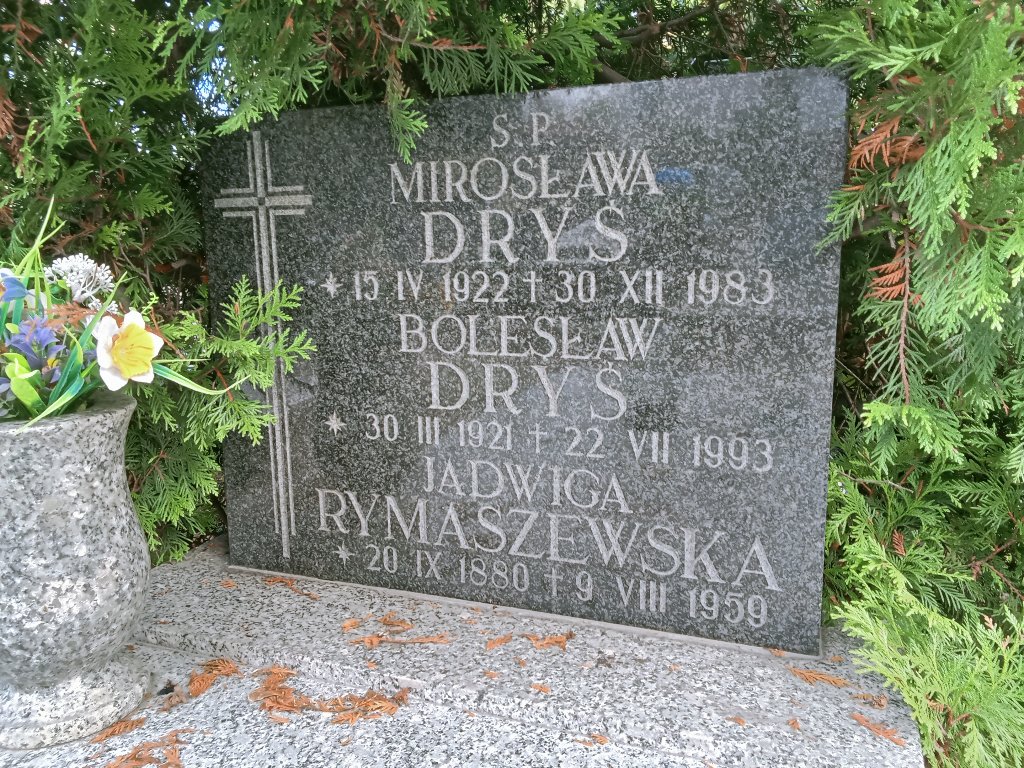 Ś.P.
MIROSŁAWA
DRYŚ
* 15 IV 1922 † 30 XII 1983
BOLESŁAW
DRYŚ
* 30 III 1921 † 22 VII 1993
JADWIGA
RYMASZEWSKA
* 20 IX 1880 † 9 VIII 1959